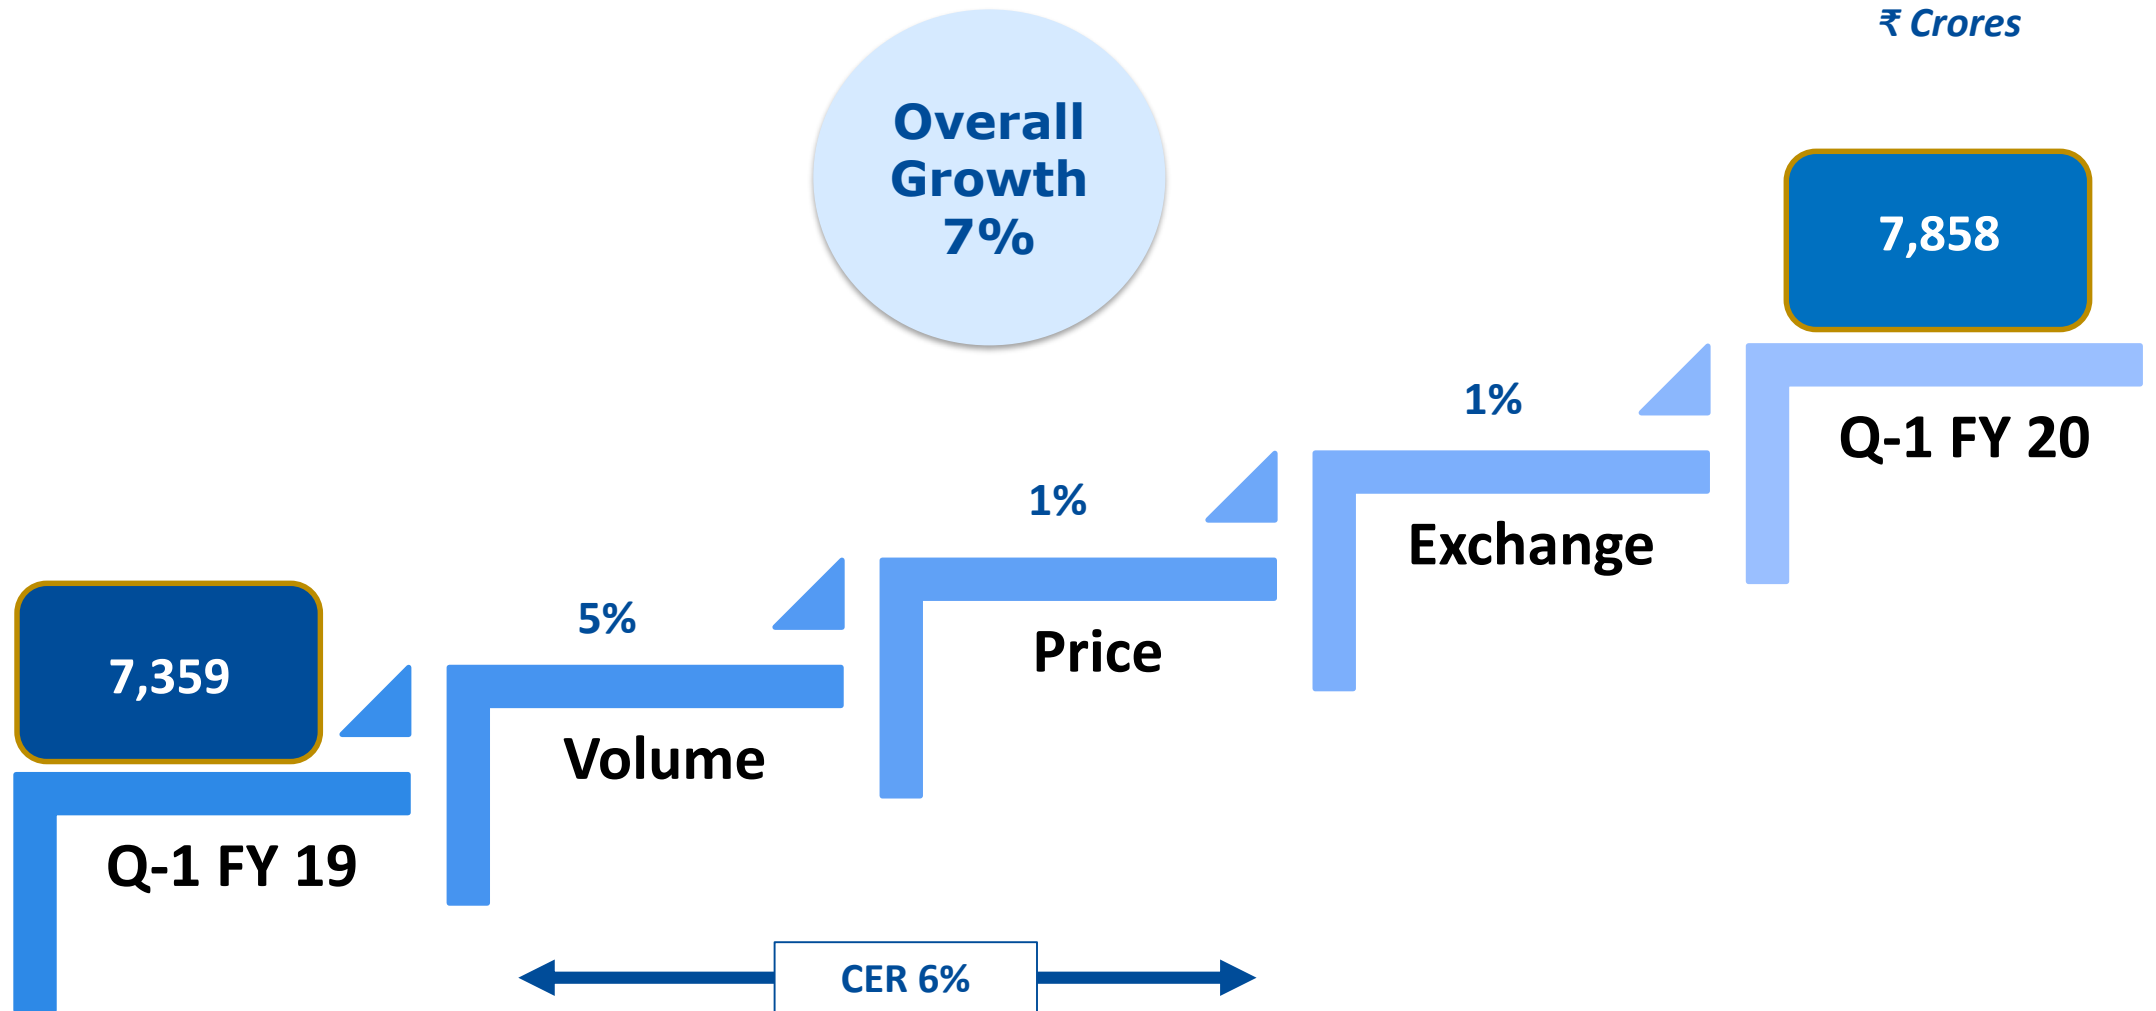 ₹ Crores
Overall
Growth
7%
7,858
Q-1 FY 20
1%
Exchange
1%
Price
5%
Volume
7,359
Q-1 FY 19
CER 6%